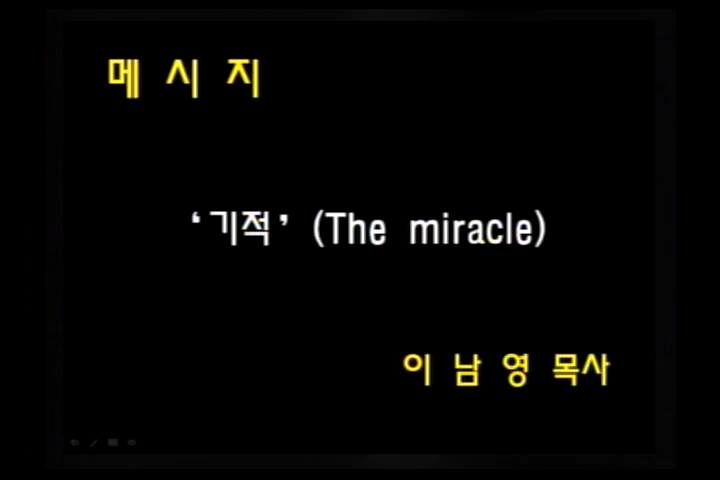 메 시 지
‘기적’ (The miracle)
이 남 영 목사